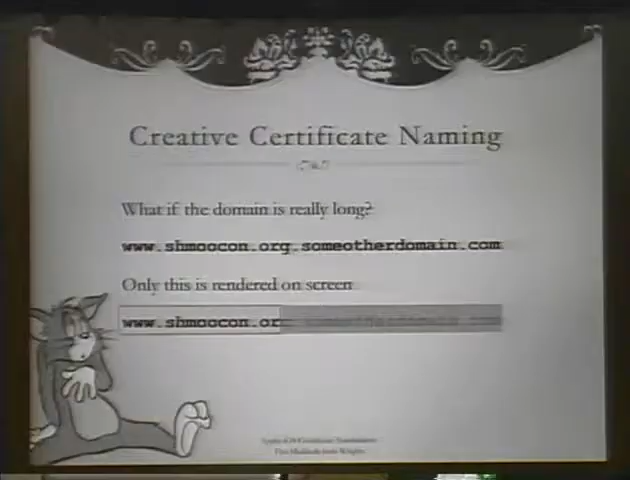 Creative Certificate Naming
What if the domain is really long?
www.shmoocon.org.someotherdomain.com
Only this is rendered on screen
www.shmoocon.or